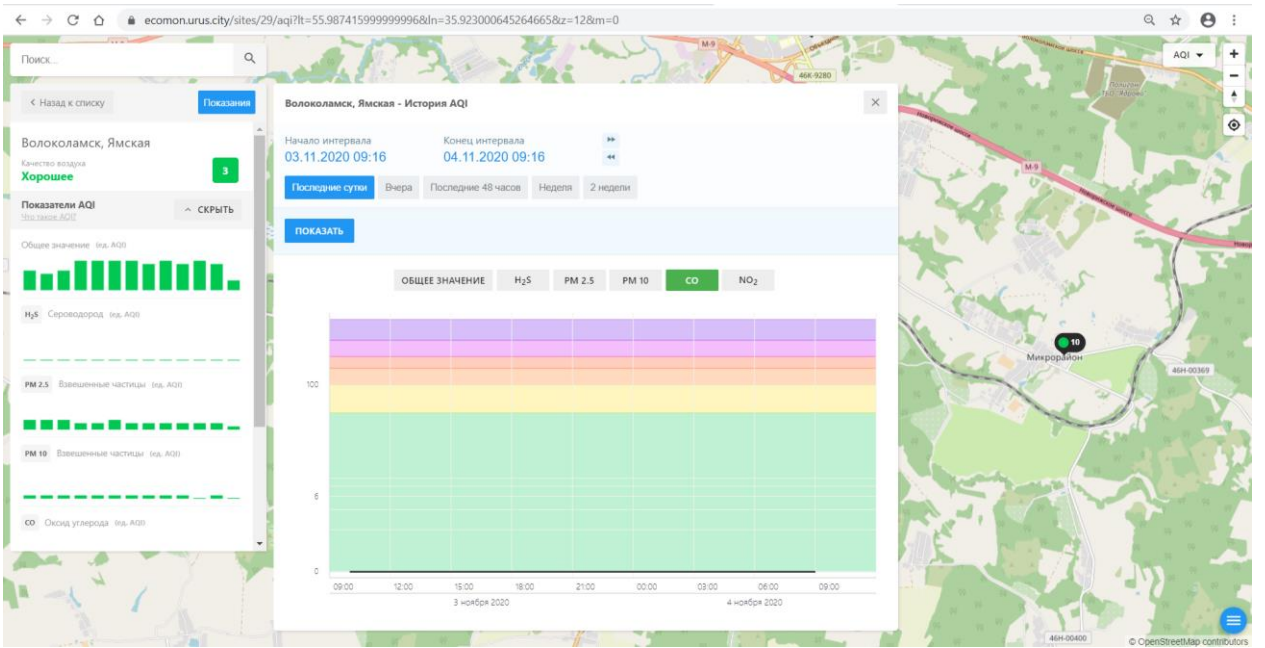 ecomon.urus.city/sites/29/aqi?lt=55.987415999999996&ln=35.923000645264665&z=12&m=0
Поиск...
М-9
46К-9280
AQI
Назад к списку
Показания
Волоколамск, Ямская - История AQI
Волоколамск, Ямская
Качество воздуха
Хорошее
3
Начало интервала
Конец интервала
03.11.2020 09:16
04.11.2020 09:16
Последние сутки
Вчера
Последние 48 часов
Неделя
2 недели
Показатели AQI
Что такое AQI?
СКРЫТЬ
ПОКАЗАТЬ
Общее значение (ед. AQI)
H₂S Сероводород (ед. AQI)
PM 2.5 Взвешенные частицы (ед. AQI)
PM 10 Взвешенные частицы (ед. AQI)
CO Оксид углерода (ед. AQI)
ОБЩЕЕ ЗНАЧЕНИЕ
H₂S
PM 2.5
PM 10
CO
NO₂
100
6
0
09:00
12:00
15:00
18:00
21:00
00:00
03:00
06:00
09:00
3 ноября 2020
4 ноября 2020
М-9
Новорижское шоссе
10
Микрорайон
46Н-00369
46Н-00400
© OpenStreetMap contributors